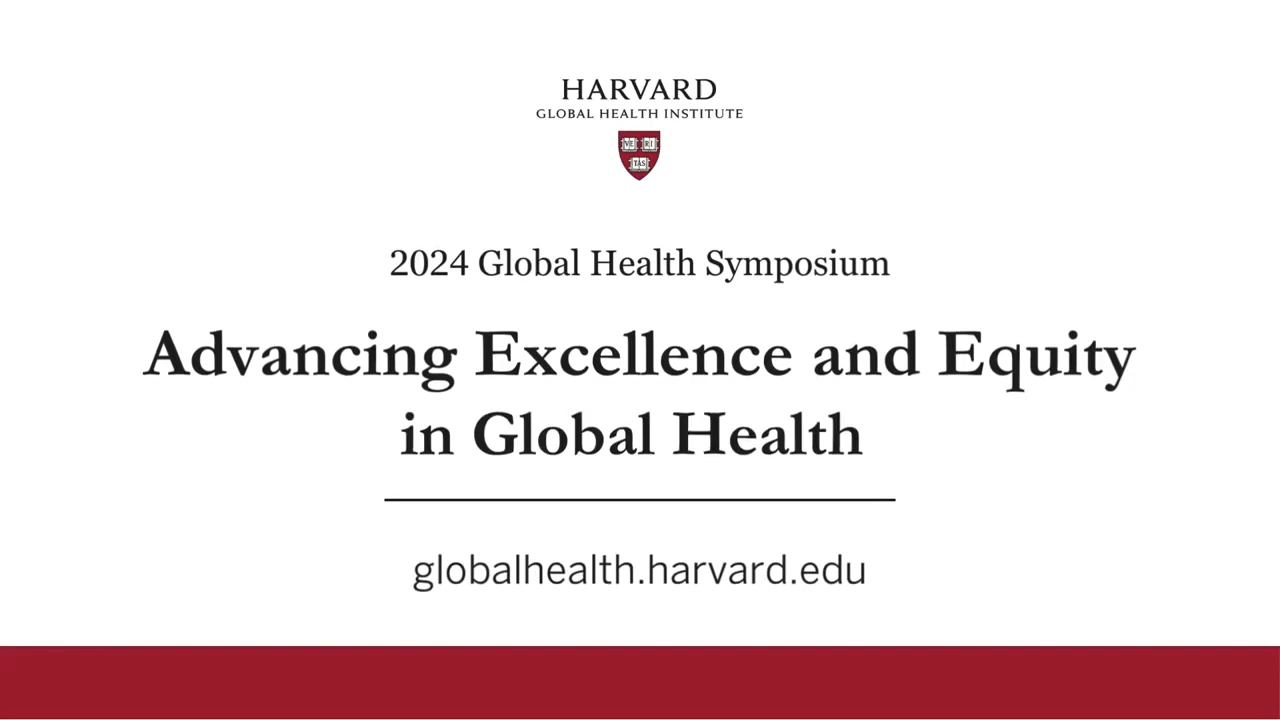 HARVARD
GLOBAL HEALTH INSTITUTE
VE RI
TAS
2024 Global Health Symposium
Advancing Excellence and Equity
in Global Health
globalhealth.harvard.edu